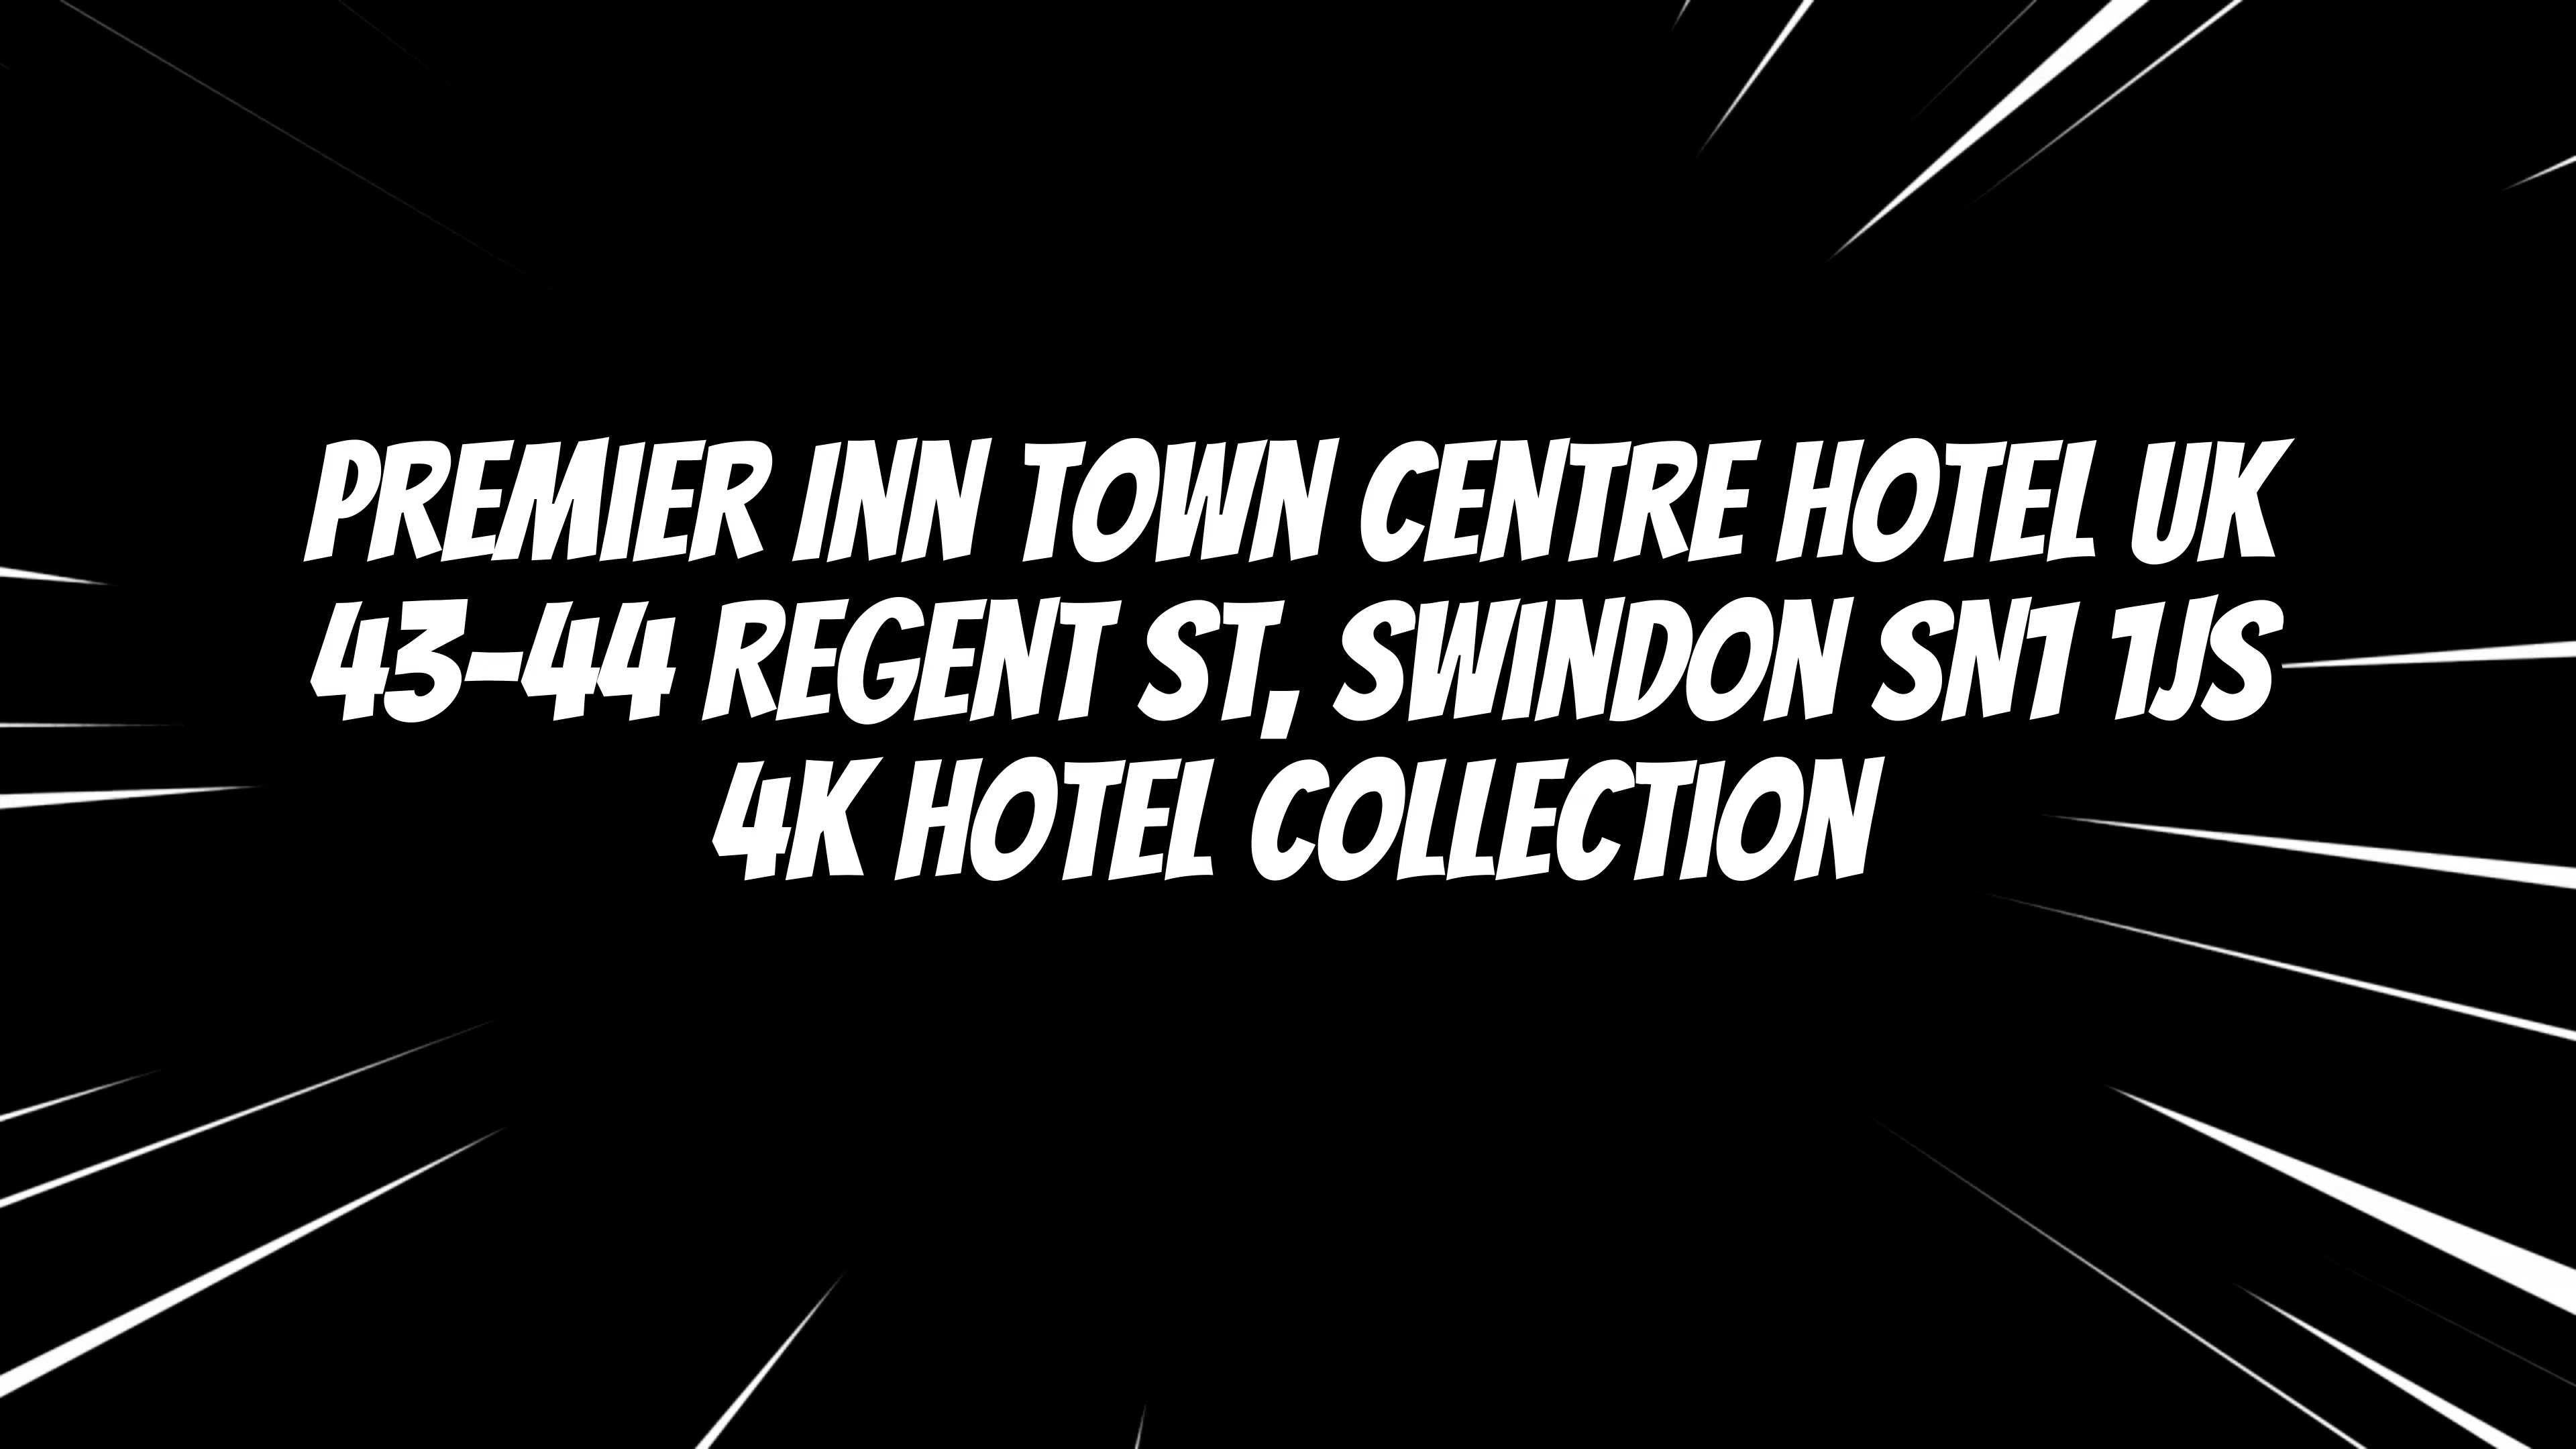 PREMIER INN TOWN CENTRE HOTEL UK
43-44 REGENT ST, SWINDON SN1 1JS
4K HOTEL COLLECTION